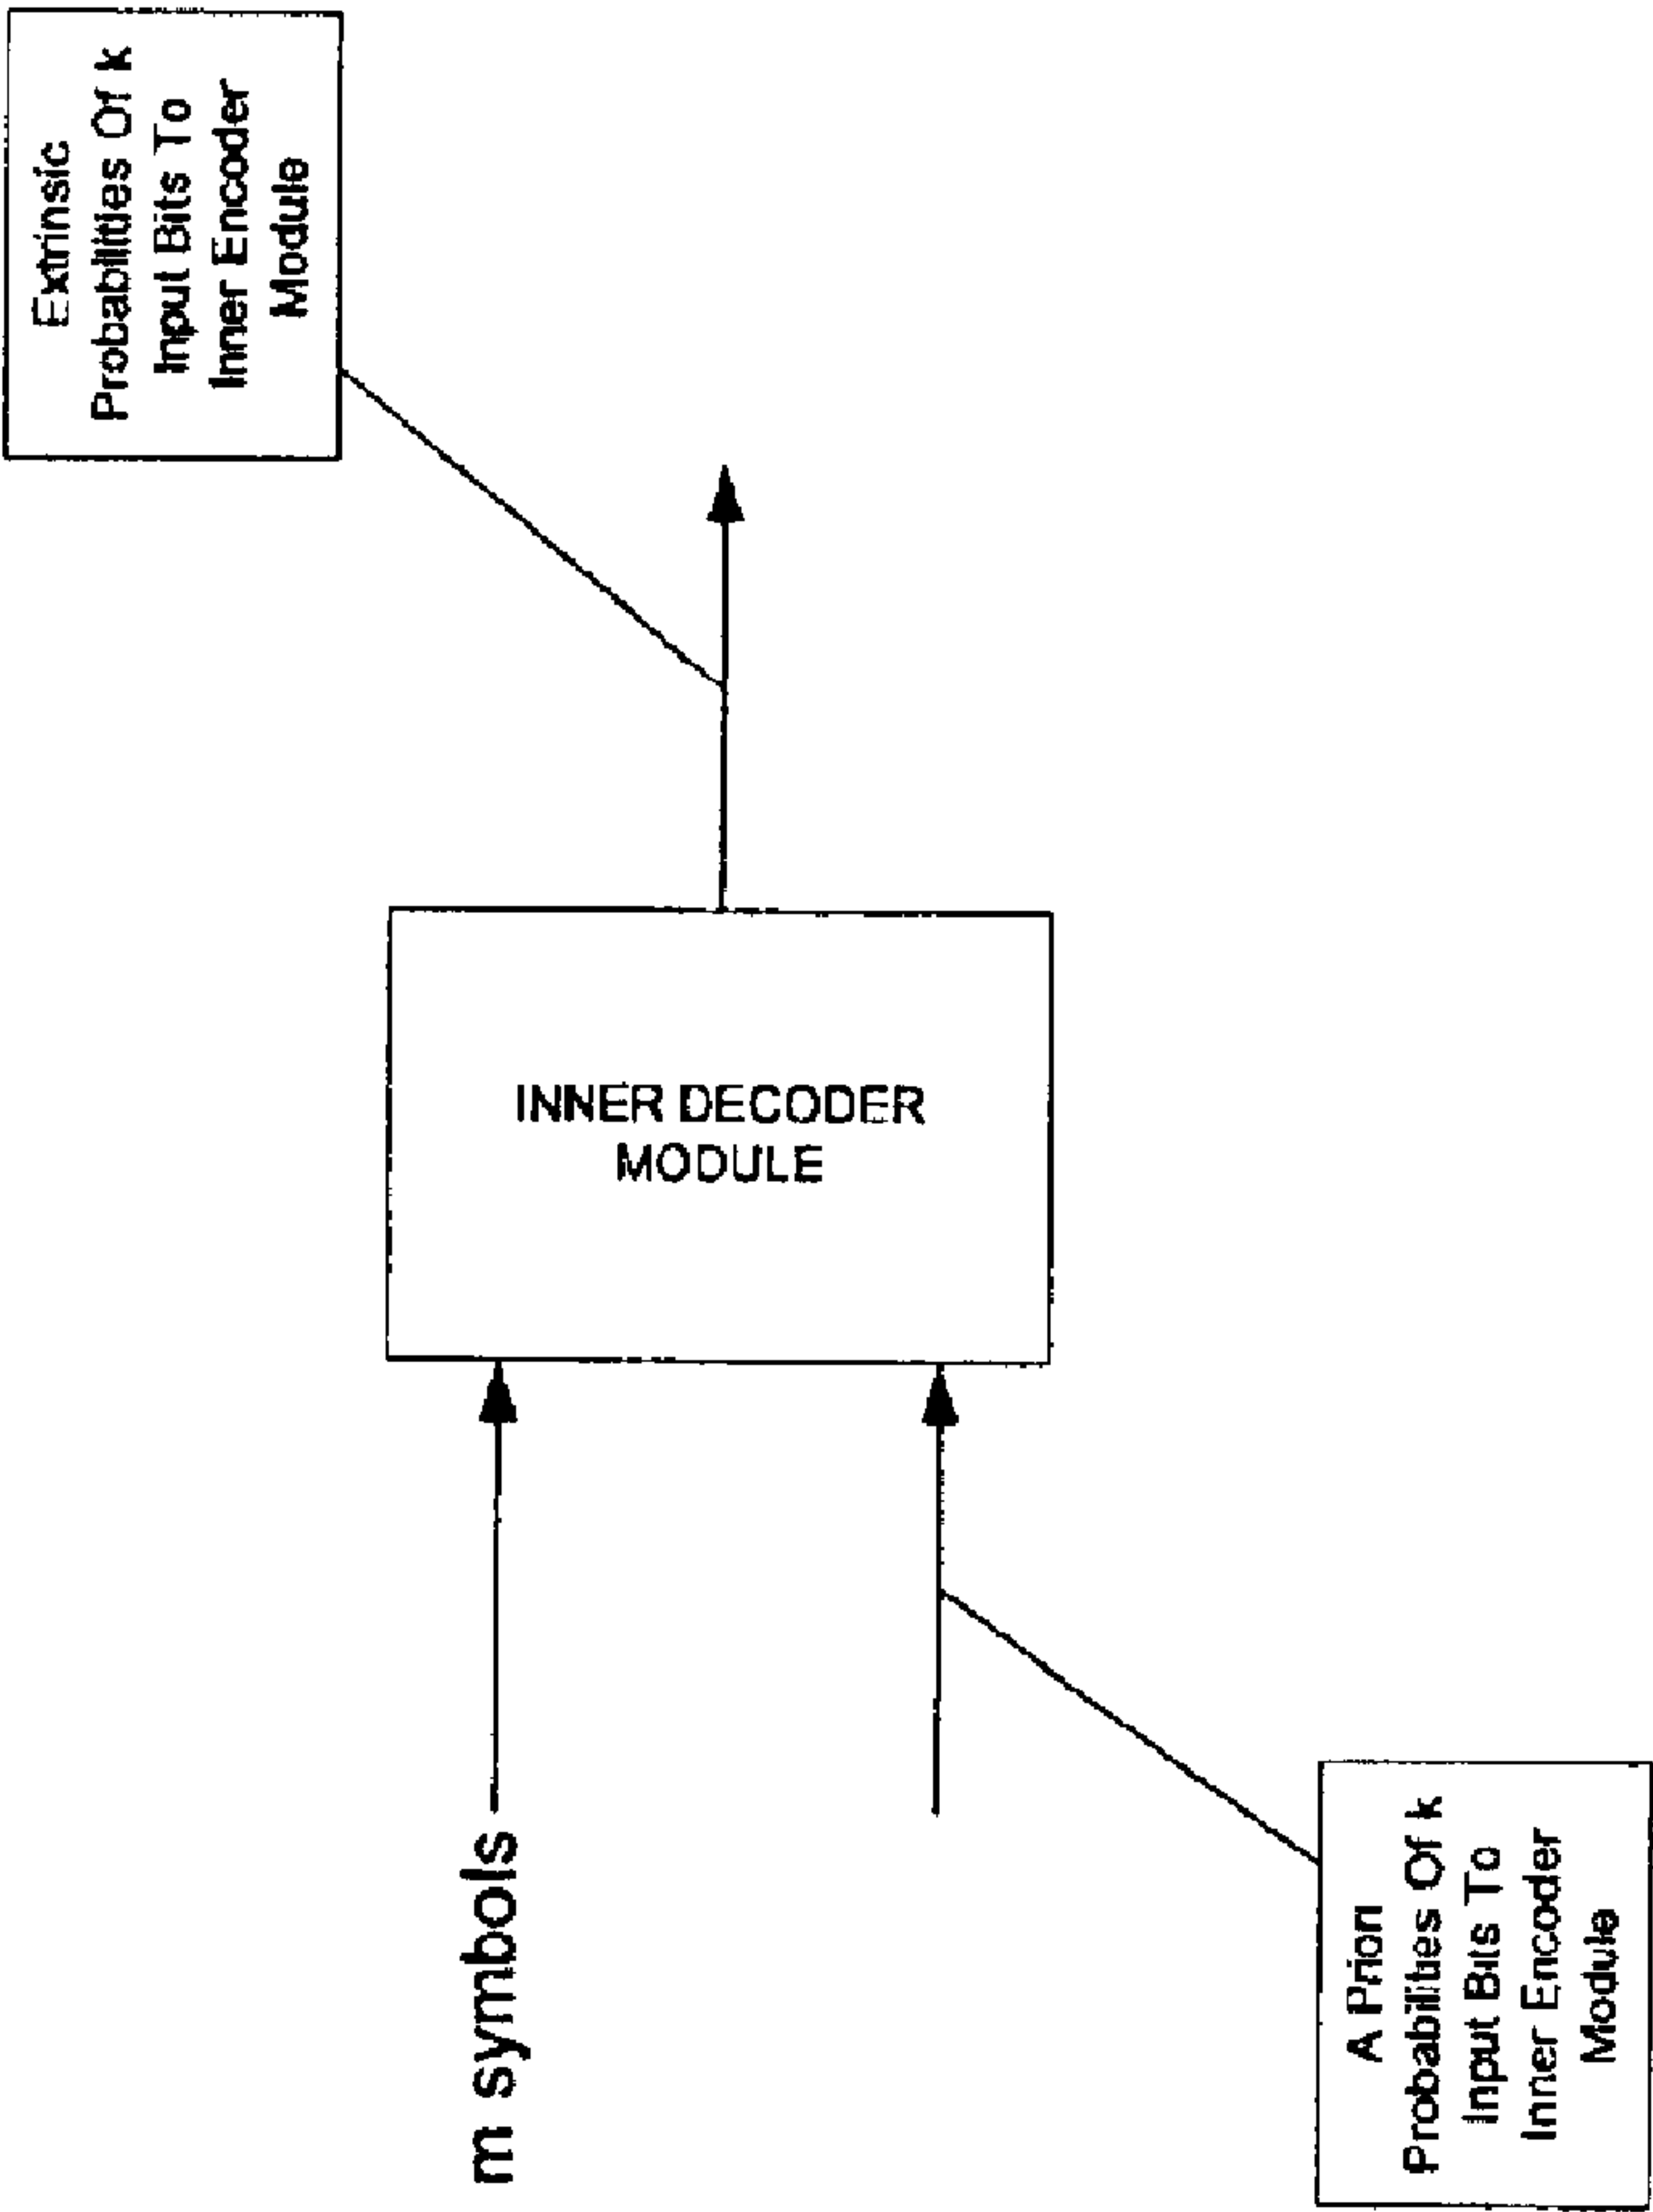 Extrinsic
Probabilities Of k
Input Bits To
Inner Encoder
Module
INNER DECODER
MODULE
m symbols
A Priori
Probabilities Of k
Input Bits To
Inner Encoder
Module